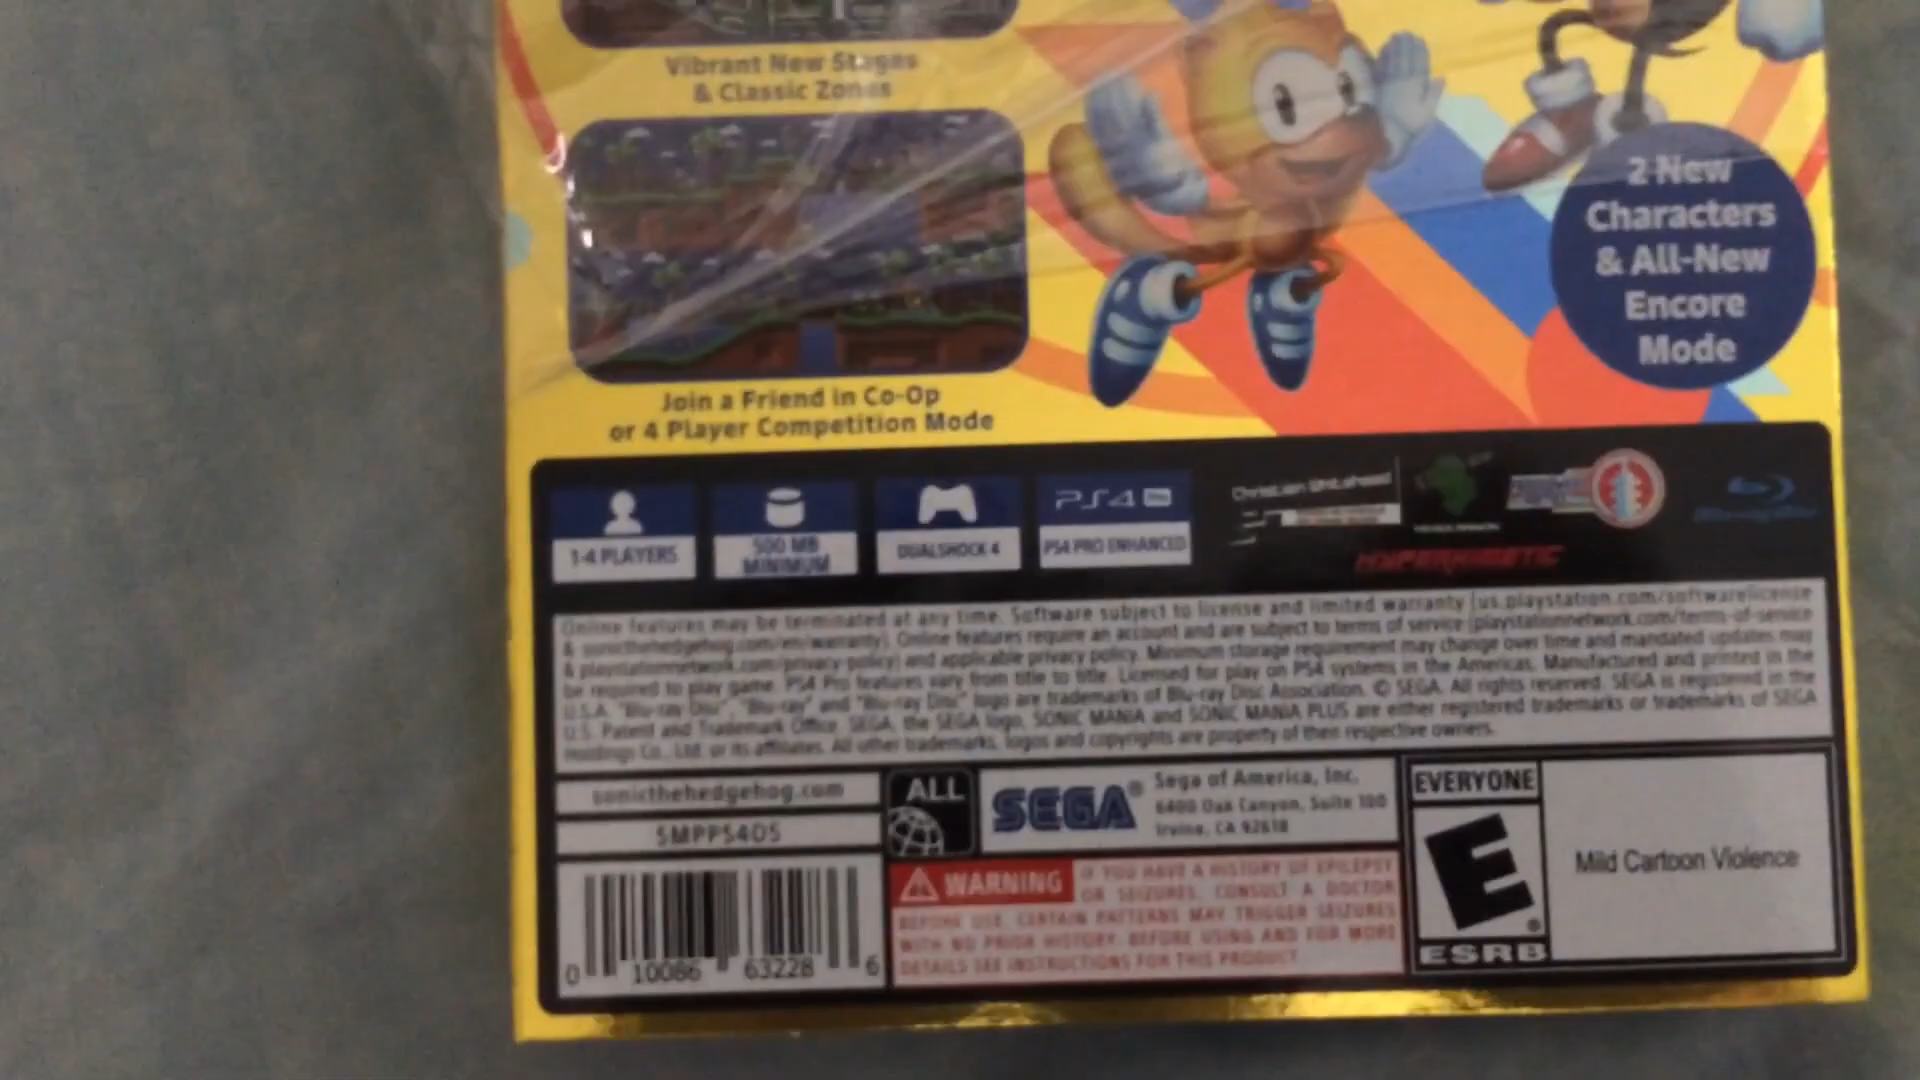 Vibrant New Stages
& Classic Zones
Join a Friend in Co-Op
or 4 Player Competition Mode
2 New
Characters
& All-New
Encore
Mode
1-4 PLAYERS
500 MB
MINIMUM
DUALSHOCK 4
PS4 Pro
PS4 PRO ENHANCED
Christian Whitehead
Online features may be terminated at any time. Software subject to license and limited warranty (us.playstation.com/softwarelicense
& sonicthehedgehog.com/en/warranty). Online features require an account and are subject to terms of service (playstationnetwork.com/terms-of-service
& playstationnetwork.com/privacy-policy) and applicable privacy policy. Minimum storage requirement may change over time and mandated updates may
be required to play game. PS4 Pro features vary from title to title. Licensed for play on PS4 systems in the Americas. Manufactured and printed in the
U.S.A. "Blu-ray Disc", "Blu-ray" and "Blu-ray Disc" logo are trademarks of Blu-ray Disc Association. © SEGA. All rights reserved. SEGA is registered in the
U.S. Patent and Trademark Office. SEGA, the SEGA logo, SONIC MANIA and SONIC MANIA PLUS are either registered trademarks or trademarks of SEGA
Holdings Co., Ltd. or its affiliates. All other trademarks, logos and copyrights are property of their respective owners.
sonicthehedgehog.com
SMPPS4DS
ALL
SEGA®
Sega of America, Inc.
6400 Oak Canyon, Suite 100
Irvine, CA 92618
WARNING IF YOU HAVE A HISTORY OF EPILEPSY
OR SEIZURES, CONSULT A DOCTOR
BEFORE USE. CERTAIN PATTERNS MAY TRIGGER SEIZURES
WITH NO PRIOR HISTORY. BEFORE USING AND FOR MORE
DETAILS SEE INSTRUCTIONS FOR THIS PRODUCT
EVERYONE
E
ESRB
Mild Cartoon Violence
0 10086 63228 6